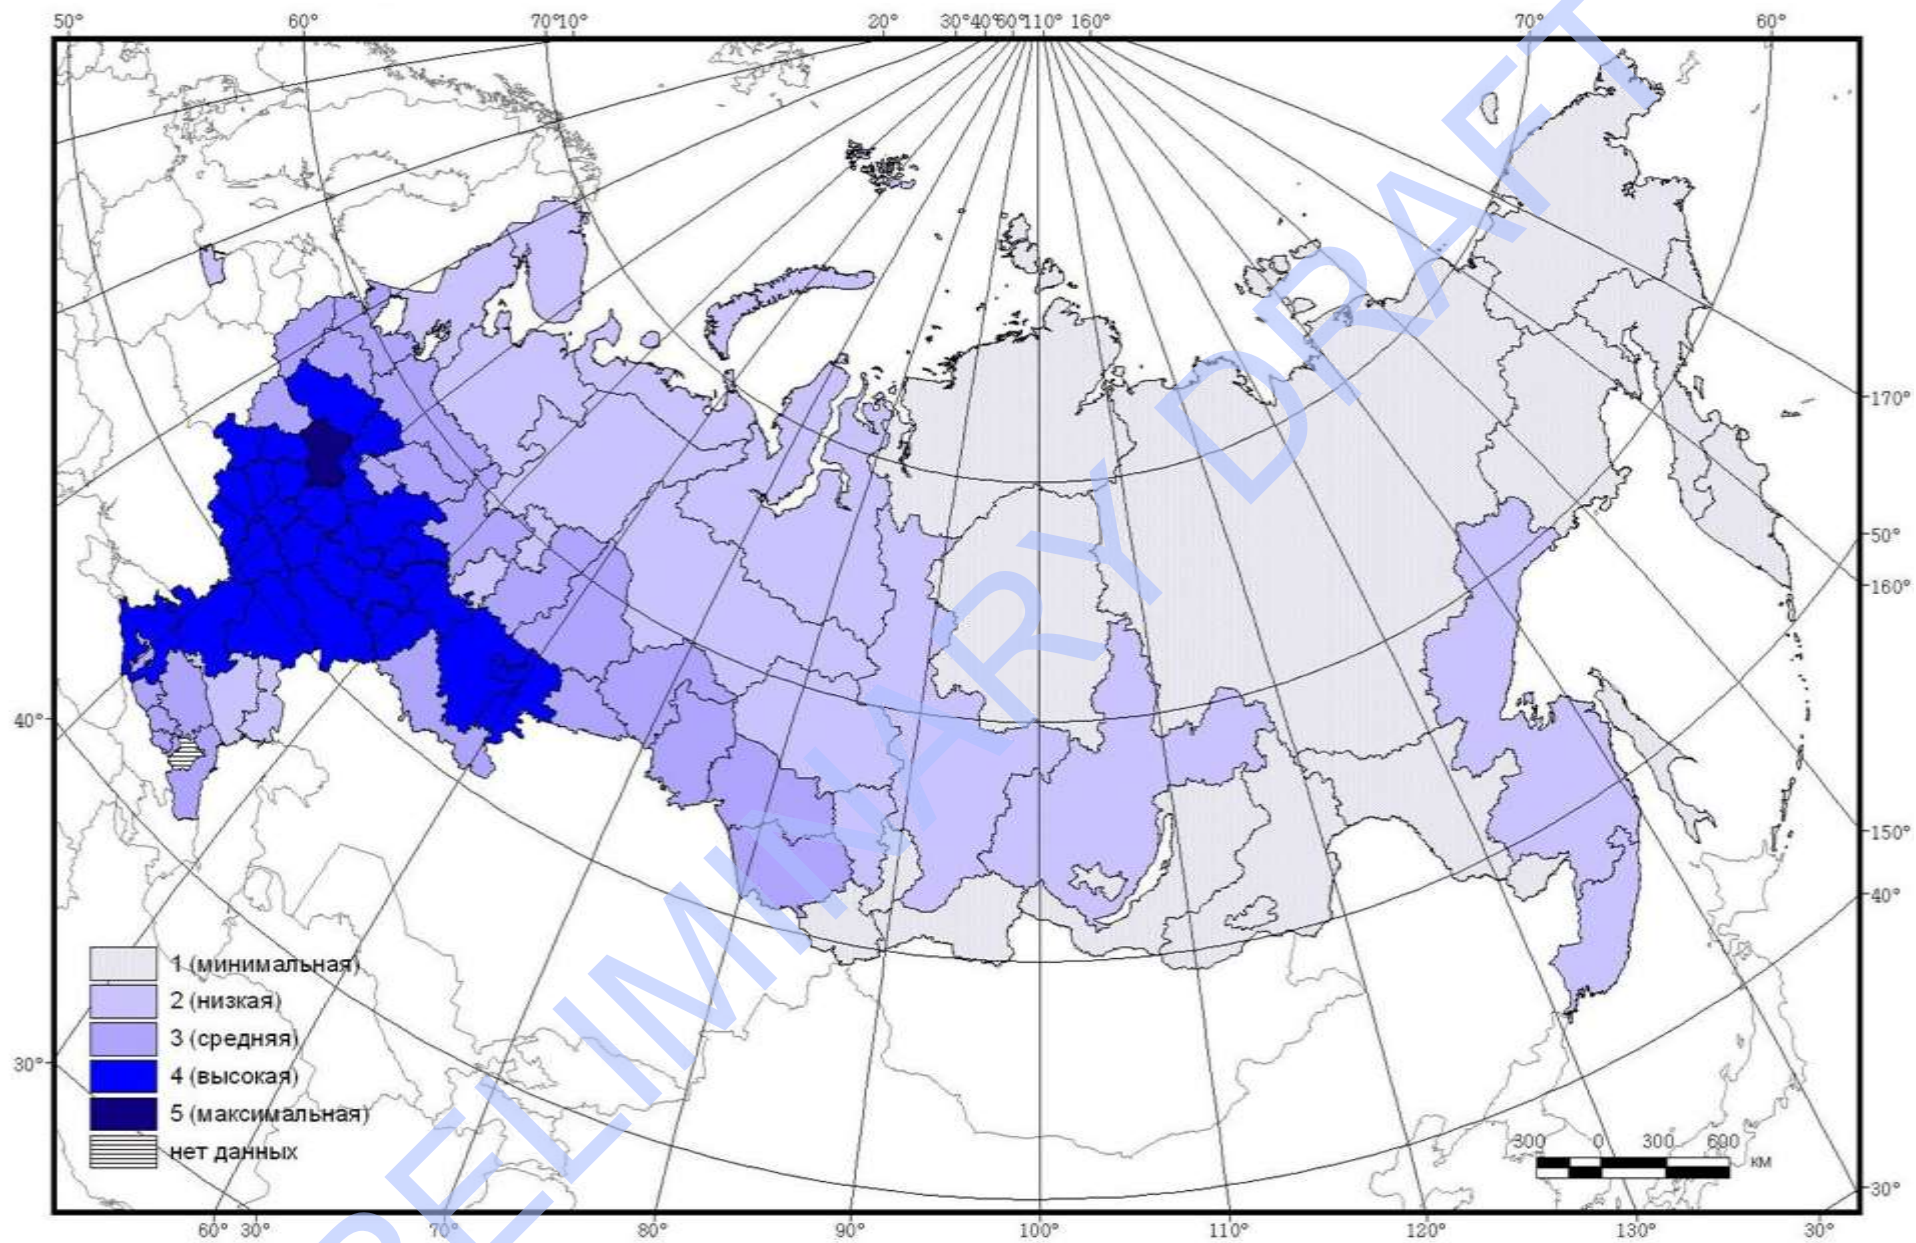 50° 60° 70° 10° 20° 30° 40° 60° 110° 160° 70° 60°
170°
50°
160°
40°
150°
40°
1 (минимальная)
2 (низкая)
3 (средняя)
30°
4 (высокая)
5 (максимальная)
нет данных
300 0 300 600
км
30°
60° 30° 70° 80° 90° 100° 110° 120° 130° 30°
RELIMINARY DRAFT